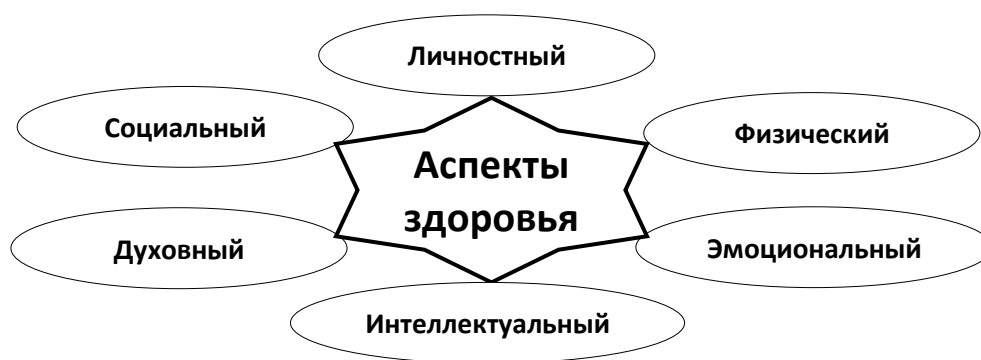 Личностный
Социальный
Физический
Аспекты
здоровья
Духовный
Эмоциональный
Интеллектуальный